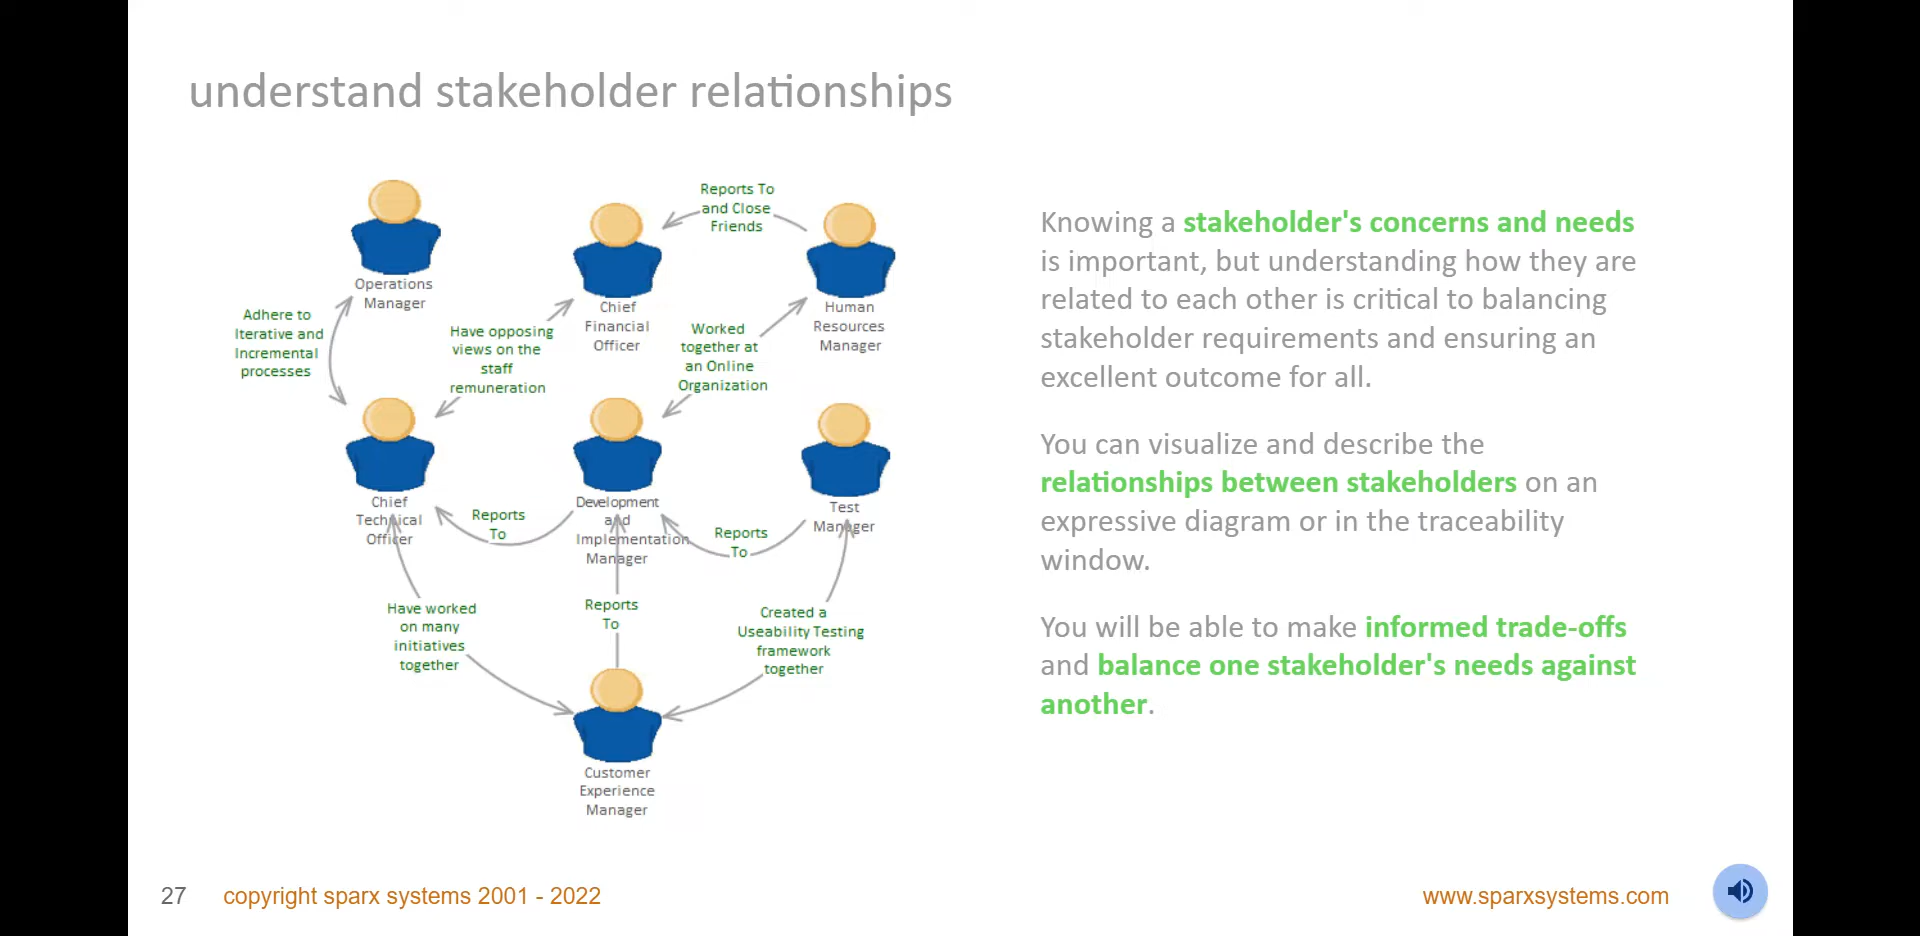 understand stakeholder relationships
Reports To
and Close
Friends
Operations
Manager
Chief
Financial
Officer
Human
Resources
Manager
Adhere to
Iterative and
Incremental
processes
Have opposing
views on the
staff
remuneration
Worked
together at
an Online
Organization
Chief
Technical
Officer
Reports
To
Development
and
Implementation
Manager
Reports
To
Test
Manager
Have worked
on many
initiatives
together
Reports
To
Created a
Useability Testing
framework
together
Customer
Experience
Manager
Knowing a stakeholder's concerns and needs
is important, but understanding how they are
related to each other is critical to balancing
stakeholder requirements and ensuring an
excellent outcome for all.
You can visualize and describe the
relationships between stakeholders on an
expressive diagram or in the traceability
window.
You will be able to make informed trade-offs
and balance one stakeholder's needs against
another.
27 copyright sparx systems 2001 - 2022
www.sparxsystems.com